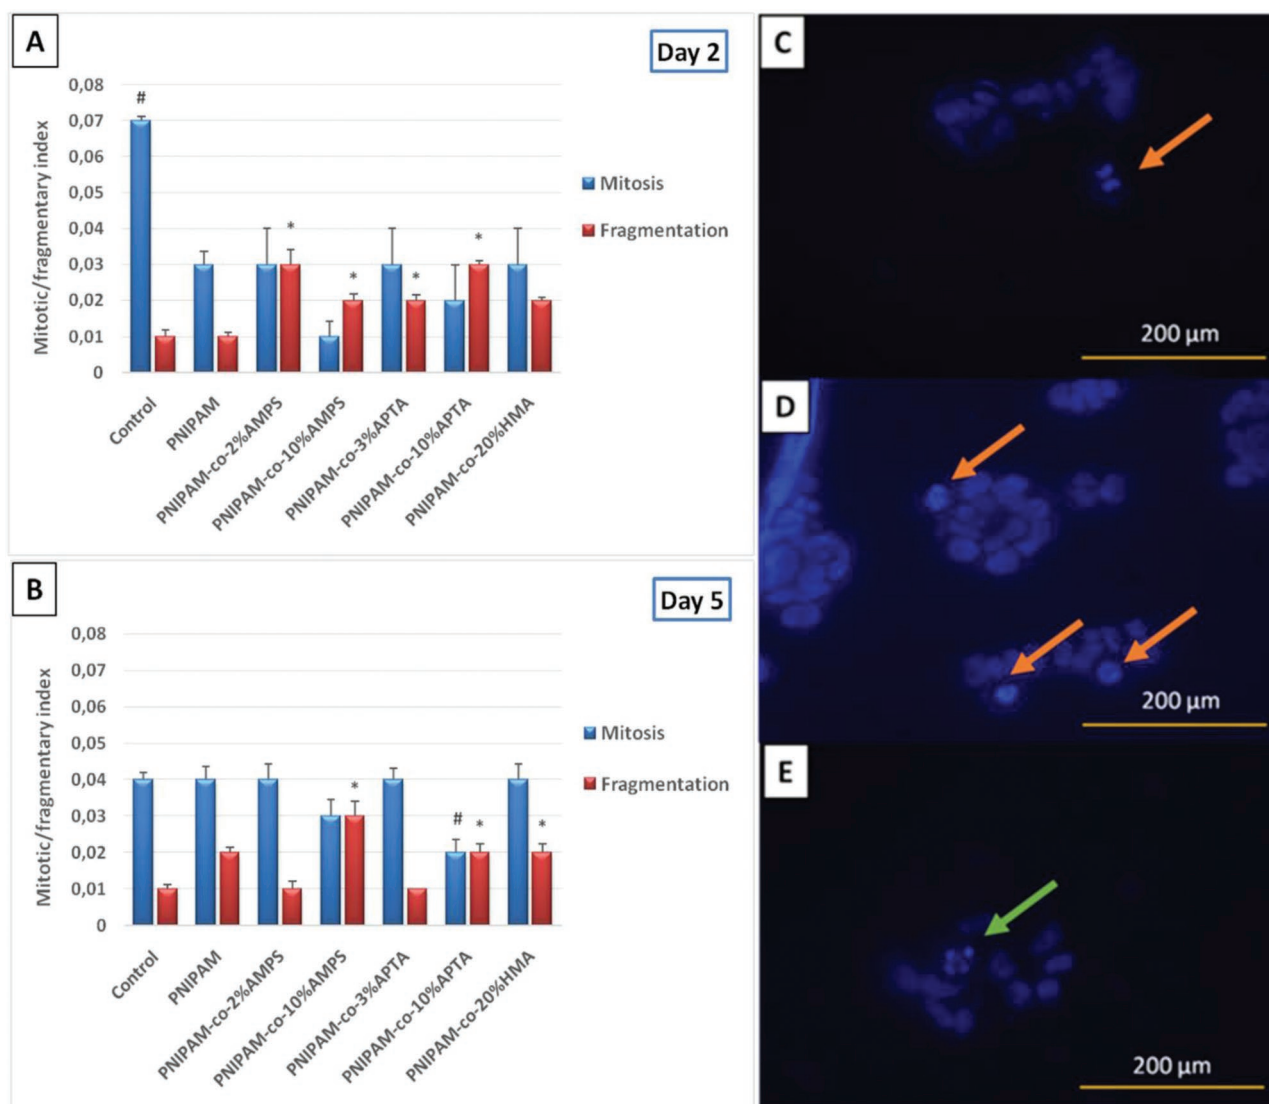 A
Day 2
Mitotic/fragmentary index
0,08
0,07
0,06
0,05
0,04
0,03
0,02
0,01
0
#
*
*
*
*
Mitosis
Fragmentation
Control
PNIPAM
PNIPAM-co-2%AMPS
PNIPAM-co-10%AMPS
PNIPAM-co-3%APTA
PNIPAM-co-10%APTA
PNIPAM-co-20%HMA
B
Day 5
Mitotic/fragmentary index
0,08
0,07
0,06
0,05
0,04
0,03
0,02
0,01
0
*
#
*
*
Mitosis
Fragmentation
Control
PNIPAM
PNIPAM-co-2%AMPS
PNIPAM-co-10%AMPS
PNIPAM-co-3%APTA
PNIPAM-co-10%APTA
PNIPAM-co-20%HMA
C
200 µm
D
200 µm
E
200 µm